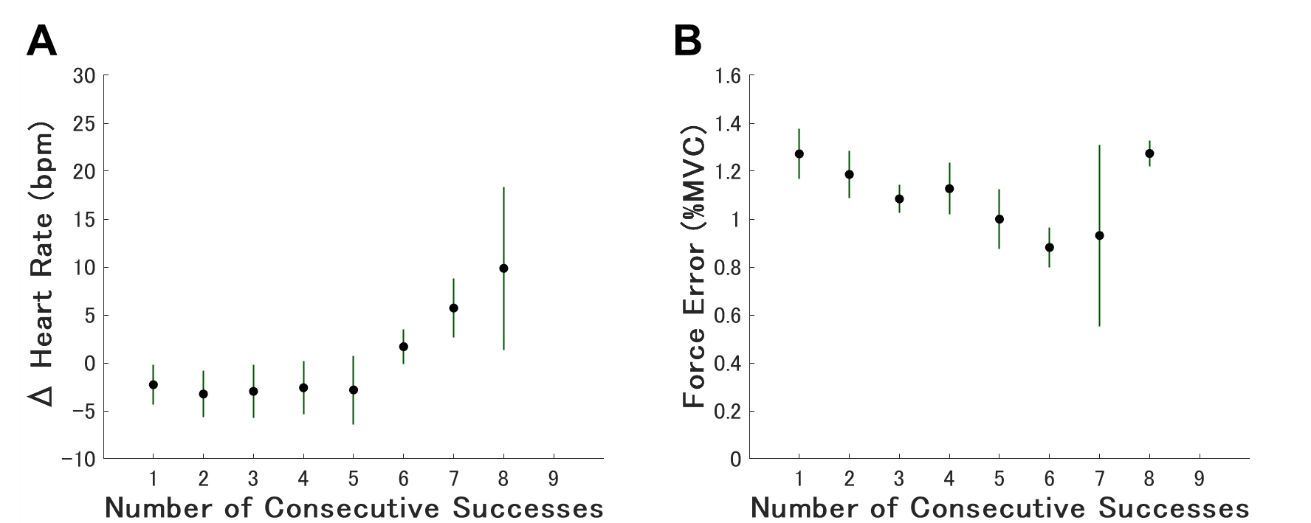 A
Δ Heart Rate (bpm)
30
25
20
15
10
5
0
−5
−10
1 2 3 4 5 6 7 8 9
Number of Consecutive Successes
B
Force Error (%MVC)
1.6
1.4
1.2
1
0.8
0.6
0.4
0.2
0
1 2 3 4 5 6 7 8 9
Number of Consecutive Successes